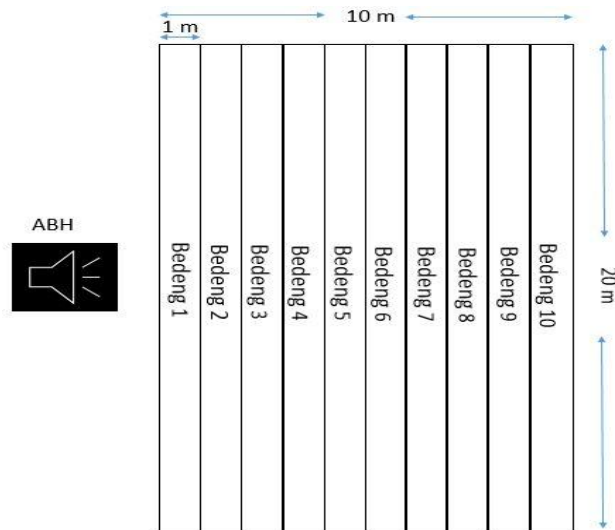 10 m
1 m
ABH
Bedeng 1
Bedeng 2
Bedeng 3
Bedeng 4
Bedeng 5
Bedeng 6
Bedeng 7
Bedeng 8
Bedeng 9
Bedeng 10
20 m